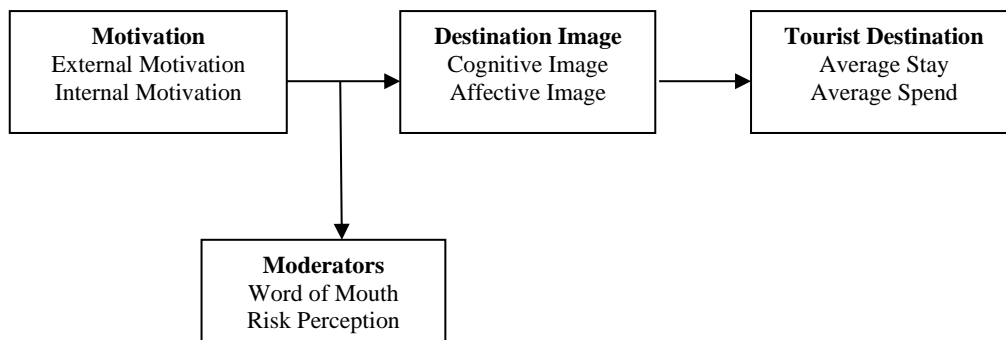 Motivation
External Motivation
Internal Motivation
Destination Image
Cognitive Image
Affective Image
Tourist Destination
Average Stay
Average Spend
Moderators
Word of Mouth
Risk Perception